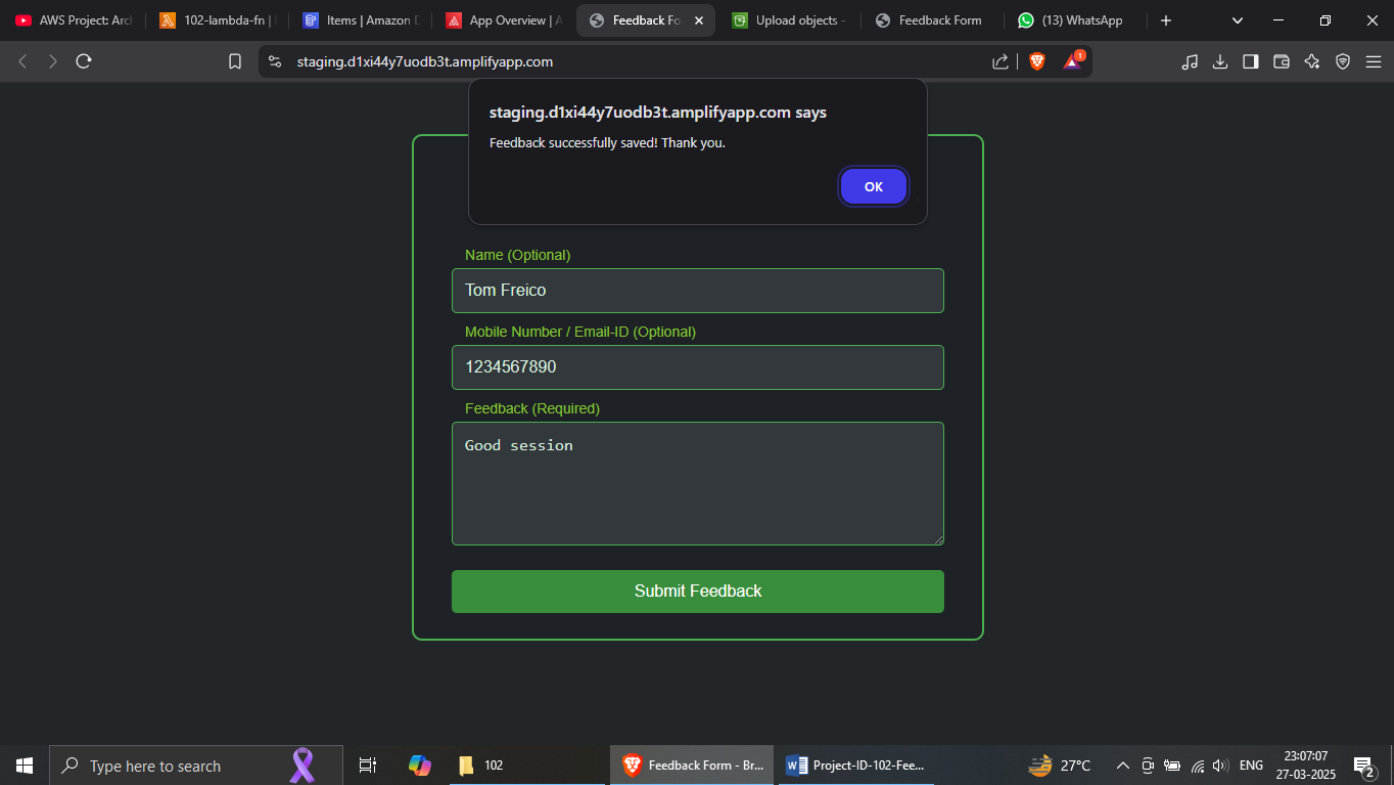 AWS Project: Arch
102-lambda-fn |
Items | Amazon D
App Overview | A
Feedback Fo
Upload objects -
Feedback Form
(13) WhatsApp
staging.d1xi44y7uodb3t.amplifyapp.com
1
staging.d1xi44y7uodb3t.amplifyapp.com says
Feedback successfully saved! Thank you.
OK
Name (Optional)
Tom Freico
Mobile Number / Email-ID (Optional)
1234567890
Feedback (Required)
Good session
Submit Feedback
Type here to search
102
Feedback Form - Br...
Project-ID-102-Fee...
27°C
ENG
23:07:07
27-03-2025
2